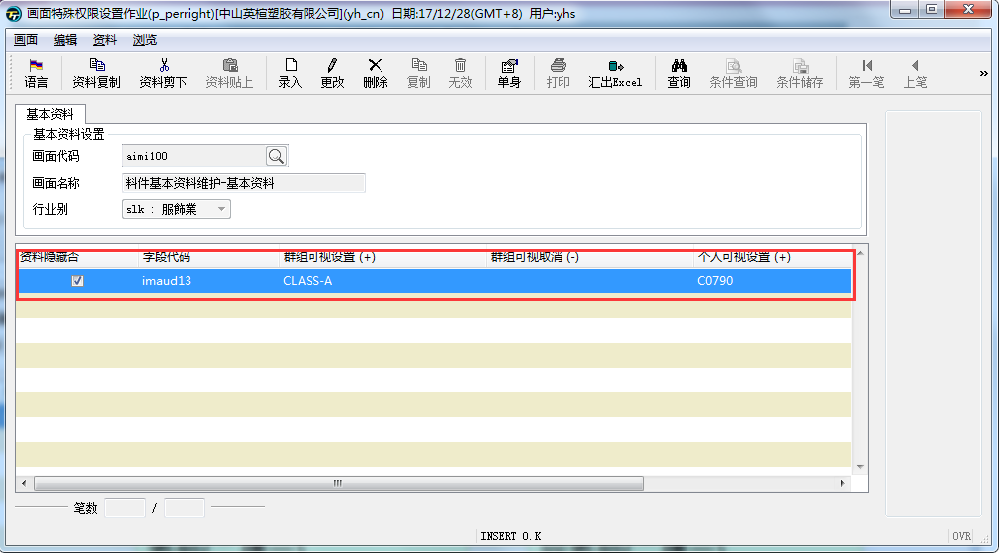 画面特殊权限设置作业(p_perright)[中山英楦塑胶有限公司](yh_cn) 日期:17/12/28(GMT+8) 用户:yhs
画面 编辑 资料 浏览
语言 资料复制 资料剪下 资料贴上 录入 更改 删除 复制 无效 单身 打印 汇出Excel 查询 条件查询 条件储存 第一笔 上笔 »
基本资料
基本资料设置
画面代码 aimi100
画面名称 料件基本资料维护-基本资料
行业别 slk : 服飾業
资料隐藏否 字段代码 群组可视设置 (+) 群组可视取消 (-) 个人可视设置 (+)
imaud13 CLASS-A C0790
笔数 /
INSERT O.K OVR